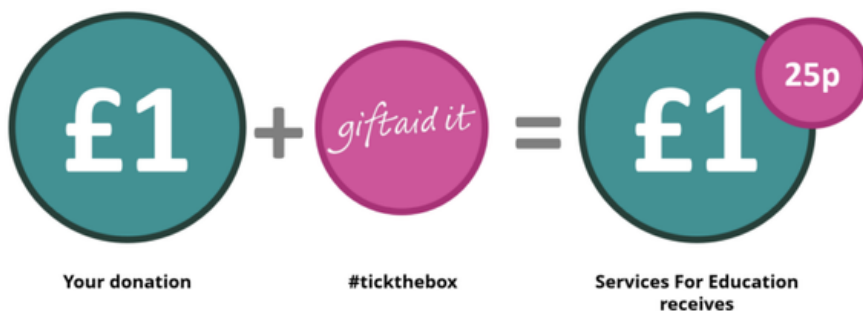 £1
+
giftaid it
=
£1
25p
Your donation
#tickthebox
Services For Education
receives